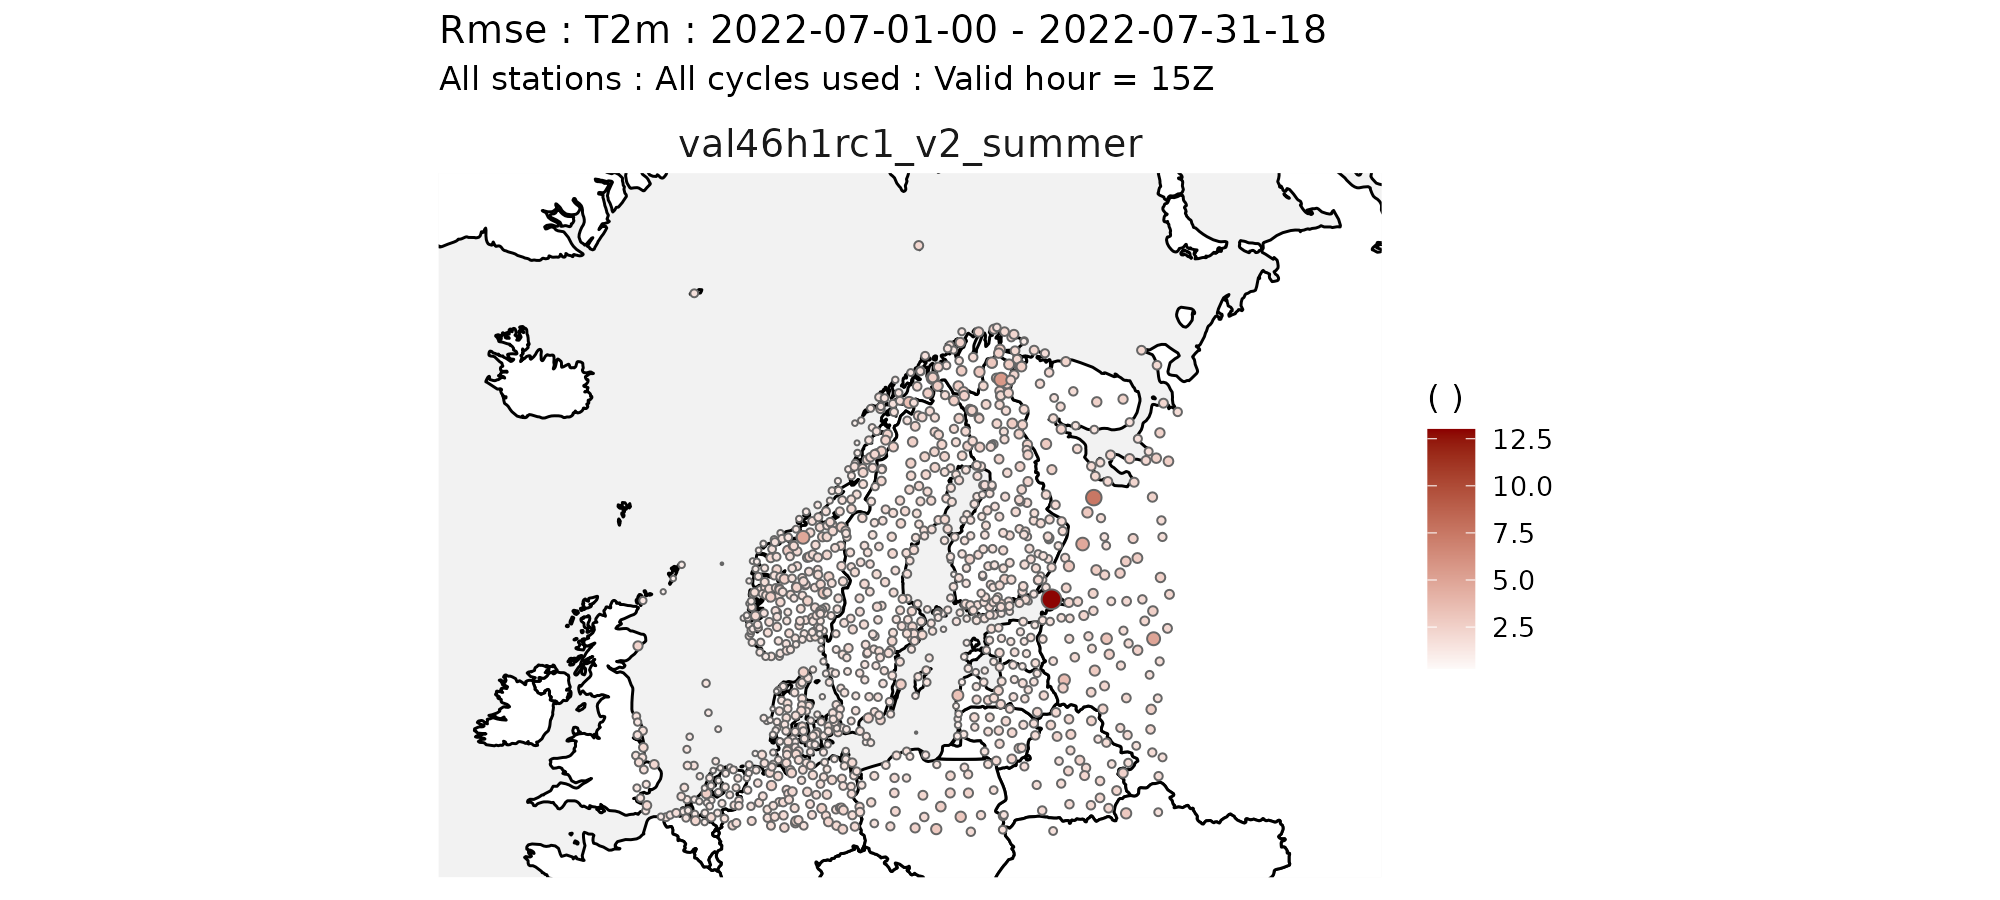 Rmse : T2m : 2022-07-01-00 - 2022-07-31-18
All stations : All cycles used : Valid hour = 15Z
val46h1rc1_v2_summer
( )
12.5
10.0
7.5
5.0
2.5